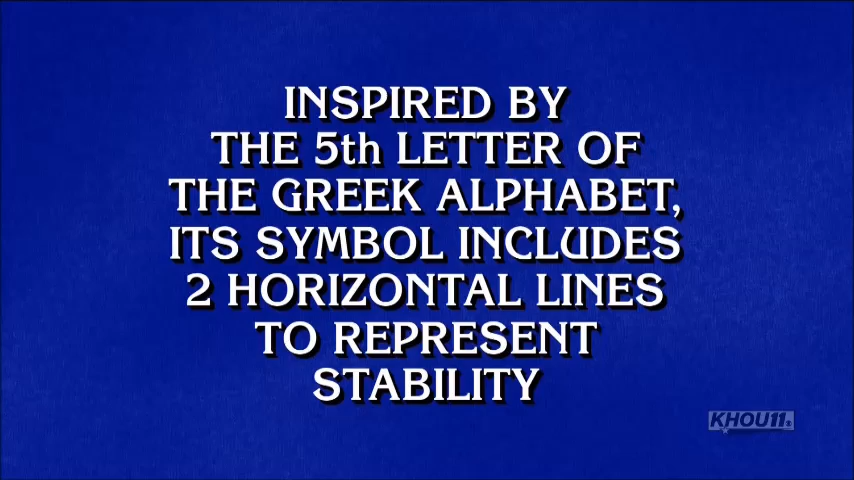 INSPIRED BY
THE 5th LETTER OF
THE GREEK ALPHABET,
ITS SYMBOL INCLUDES
2 HORIZONTAL LINES
TO REPRESENT
STABILITY
KHOU11